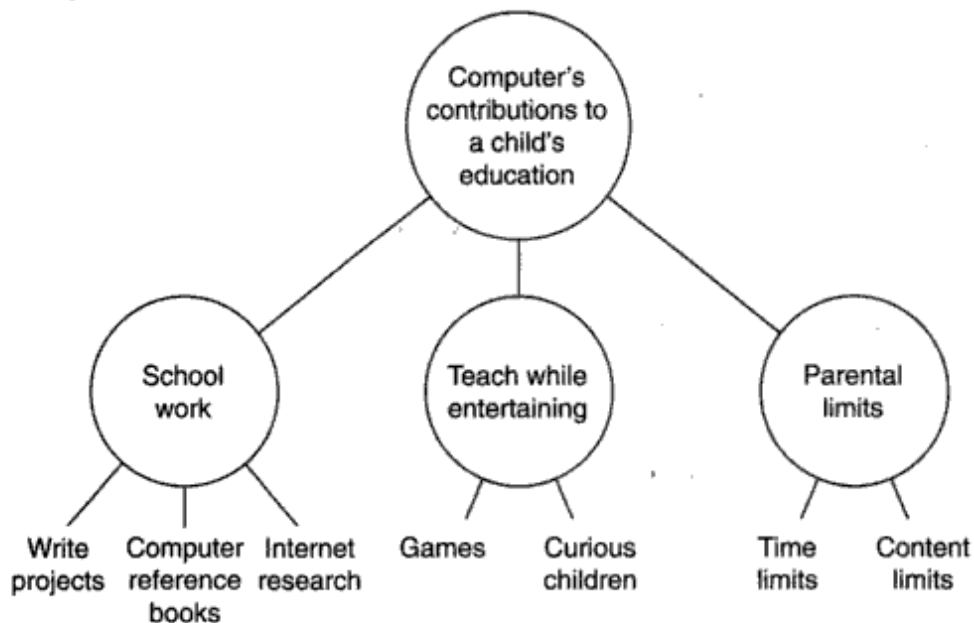 Computer's
contributions to
a child's
education
School
work
Teach while
entertaining
Parental
limits
Write
projects
Computer
reference
books
Internet
research
Games
Curious
children
Time
limits
Content
limits